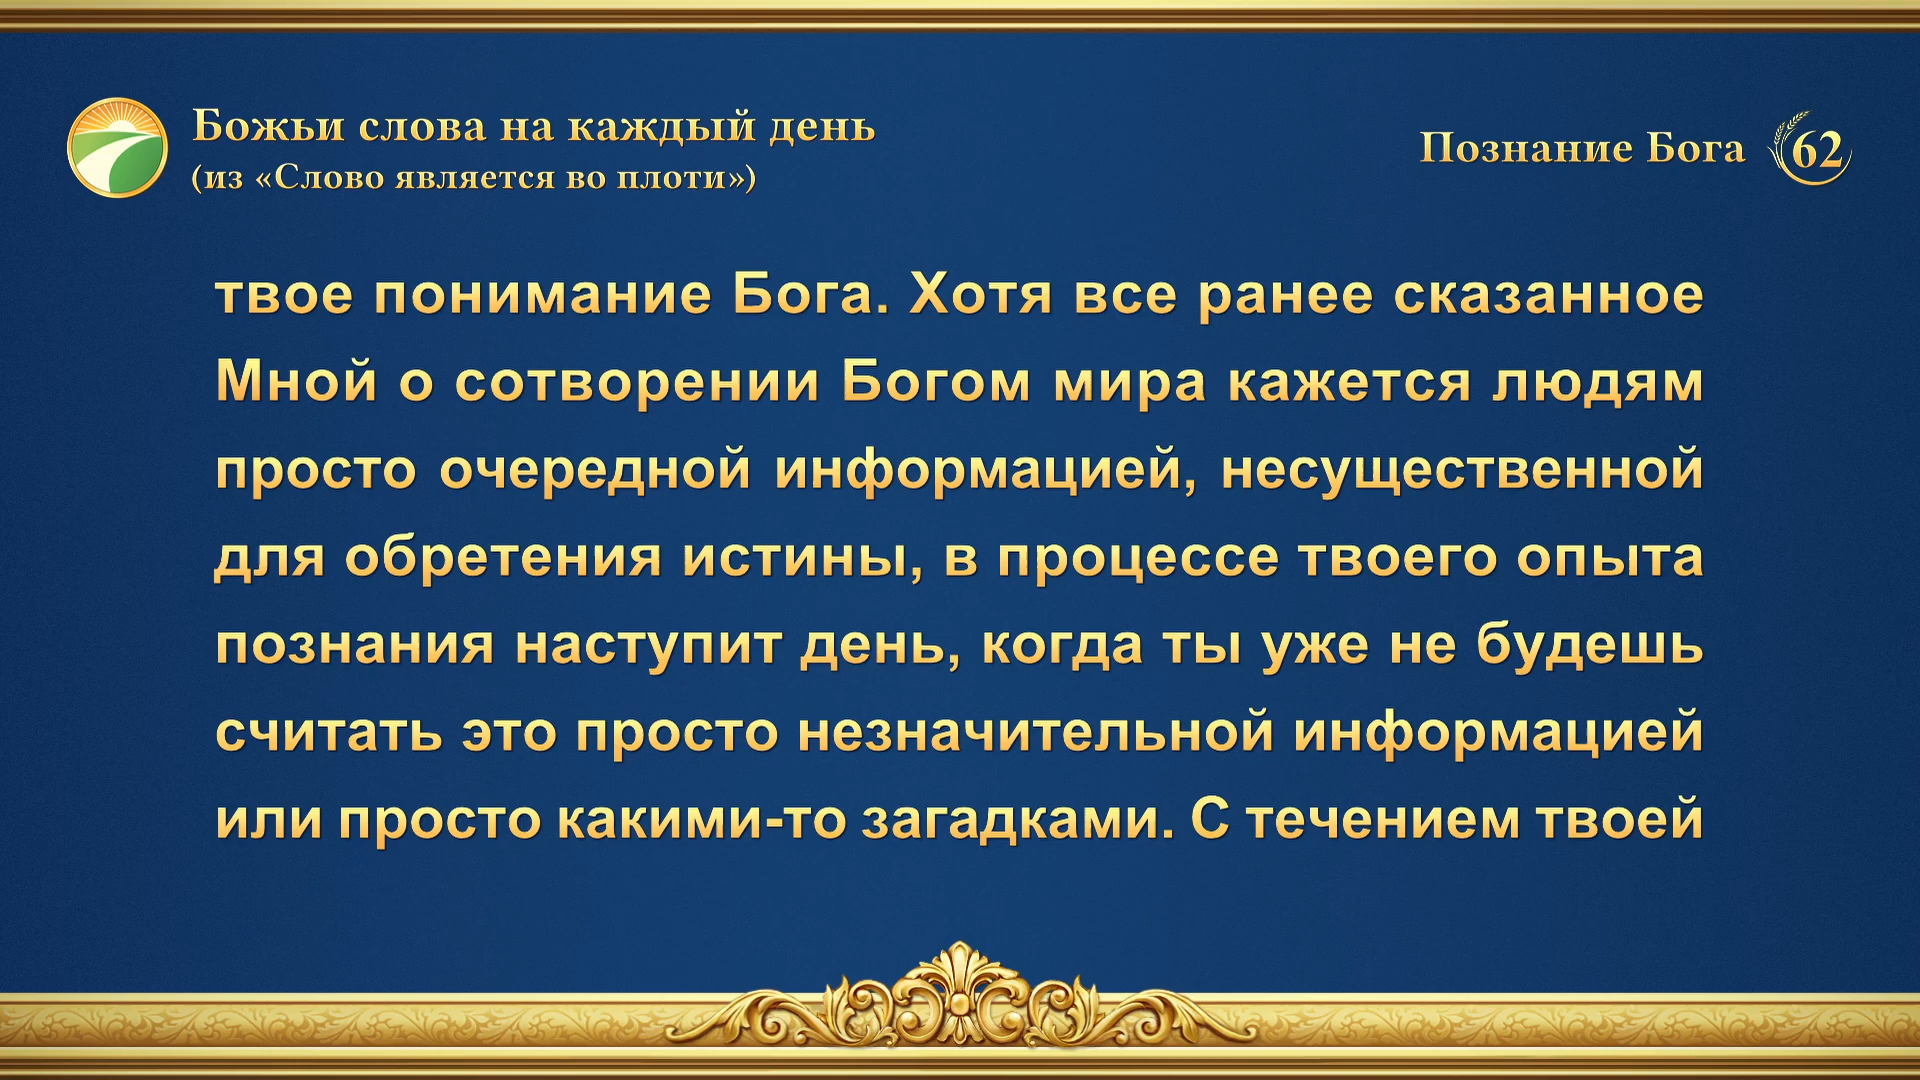 Божьи слова на каждый день
(из «Слово является во плоти»)
Познание Бога 62
твое понимание Бога. Хотя все ранее сказанное
Мной о сотворении Богом мира кажется людям
просто очередной информацией, несущественной
для обретения истины, в процессе твоего опыта
познания наступит день, когда ты уже не будешь
считать это просто незначительной информацией
или просто какими-то загадками. С течением твоей